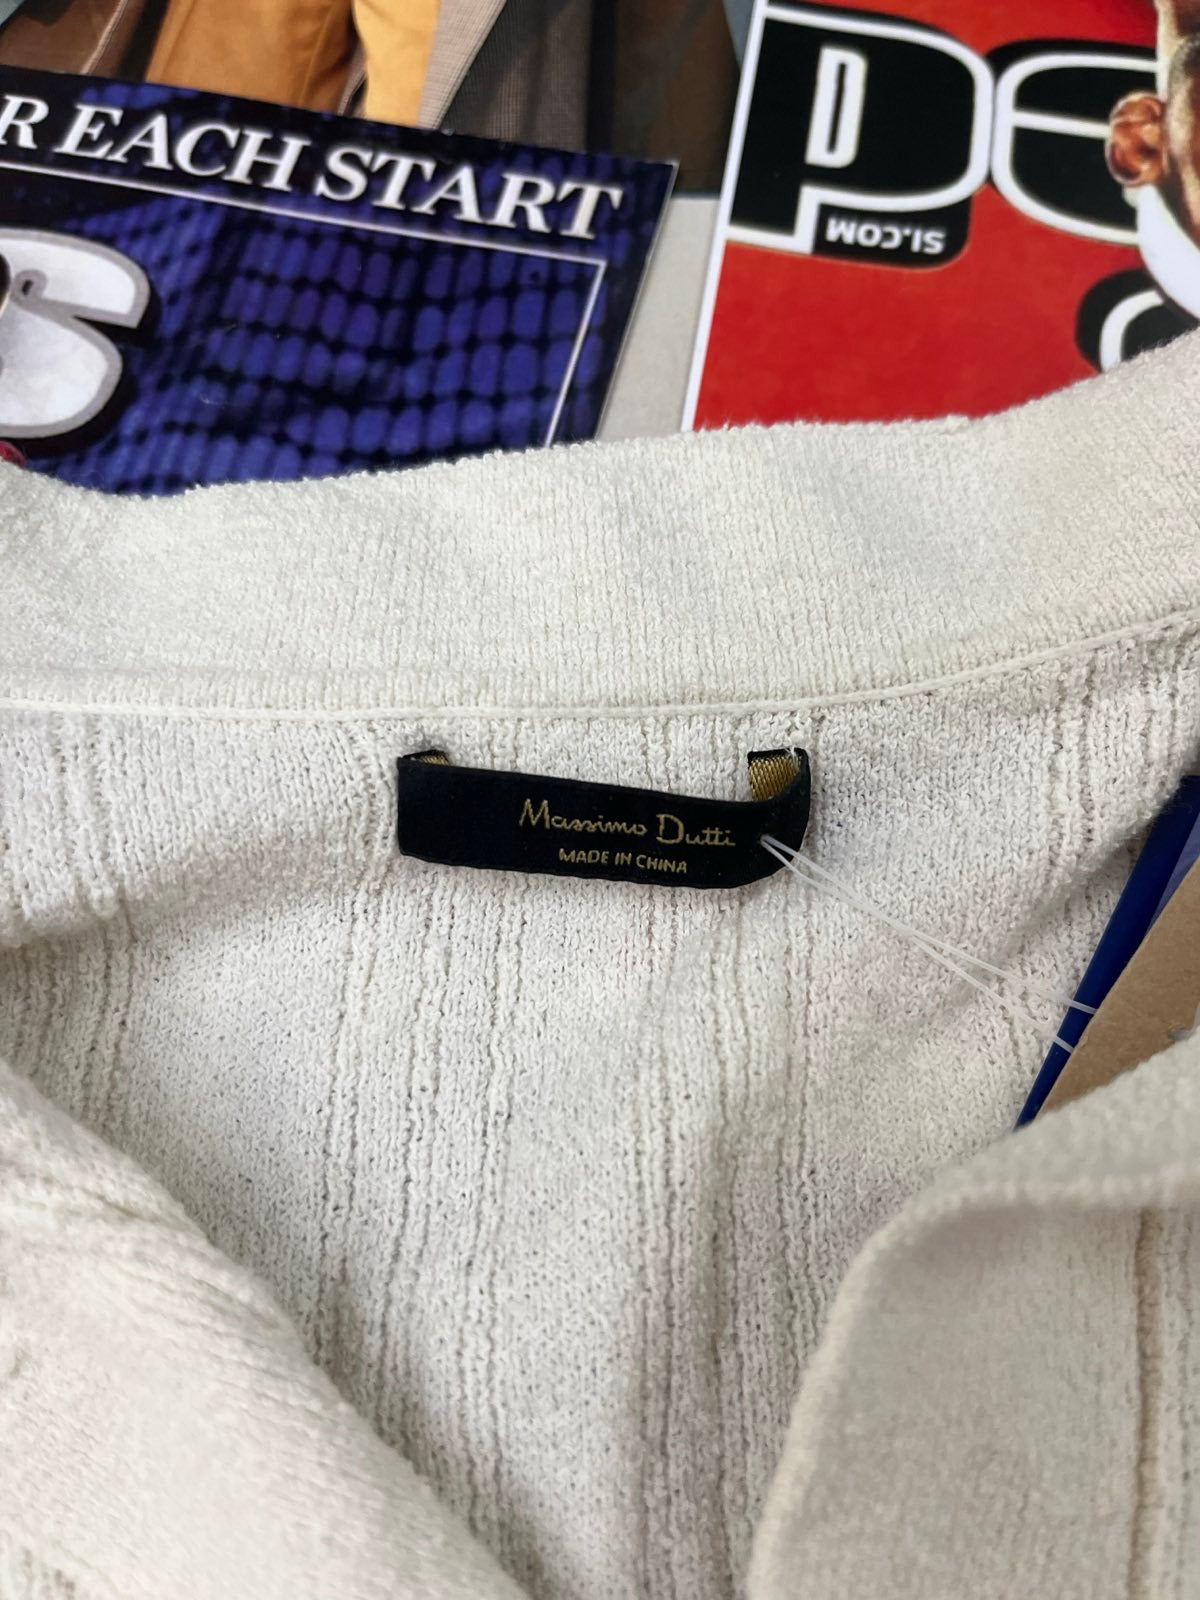 R EACH START
SI.COM
Massimo Dutti
MADE IN CHINA